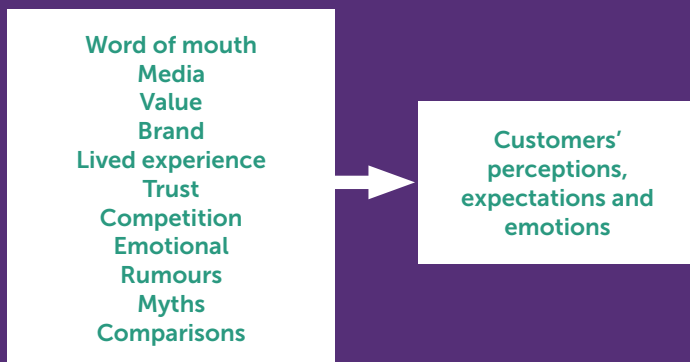 Word of mouth
Media
Value
Brand
Lived experience
Trust
Competition
Emotional
Rumours
Myths
Comparisons
Customers’
perceptions,
expectations and
emotions